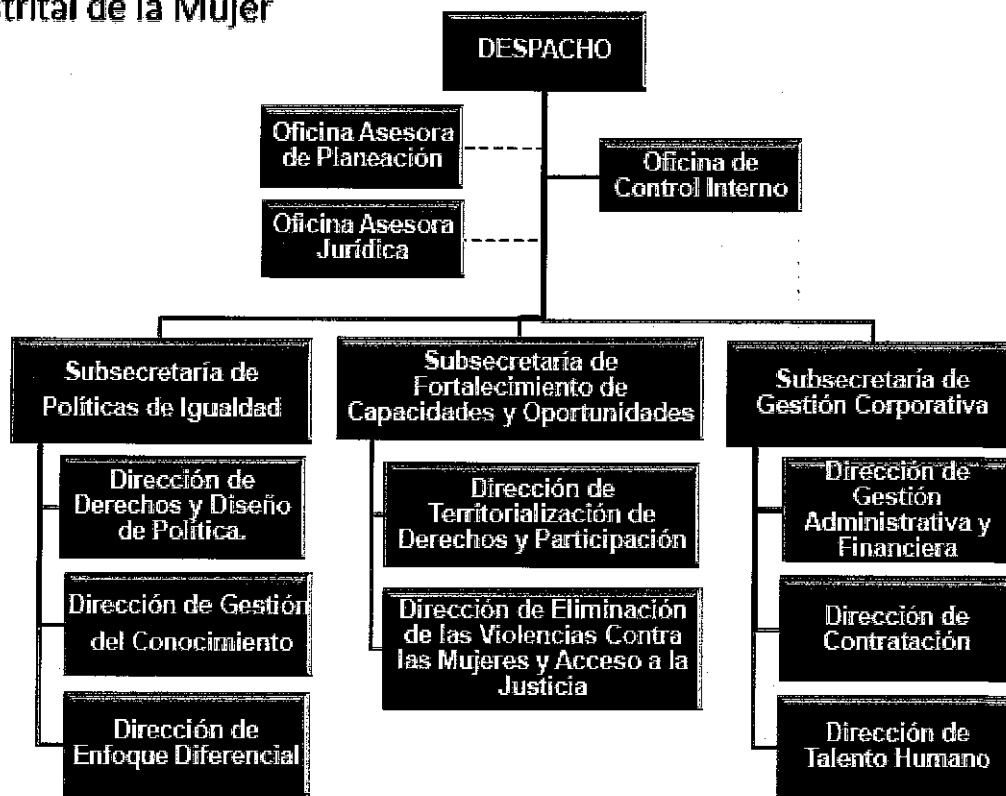 de la Mujer
DESPACHO
Oficina Asesora
de Planeación
Oficina de
Control Interno
Oficina Asesora
Jurídica
Subsecretaría de
Políticas de Igualdad
Dirección de
Derechos y Diseño
de Política.
Dirección de Gestión
del Conocimiento
Dirección de
Enfoque Diferencial
Subsecretaría de
Fortalecimiento de
Capacidades y Oportunidades
Dirección de
Territorialización de
Derechos y Participación
Dirección de Eliminación
de las Violencias Contra
las Mujeres y Acceso a la
Justicia
Subsecretaría de
Gestión Corporativa
Dirección de
Gestión
Administrativa y
Financiera
Dirección de
Contratación
Dirección de
Talento Humano